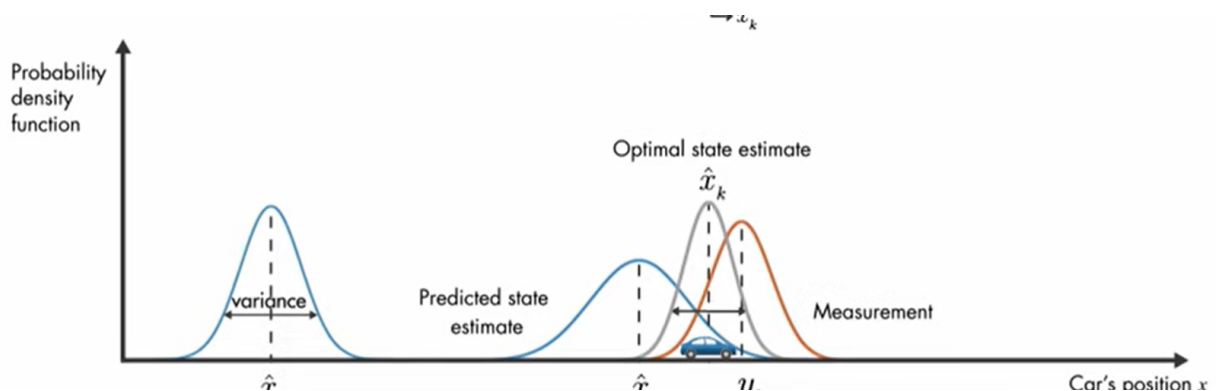 Probability
density
function
Optimal state estimate
x̂k
variance
Predicted state
estimate
Measurement
x̂
x̂
Car's position x